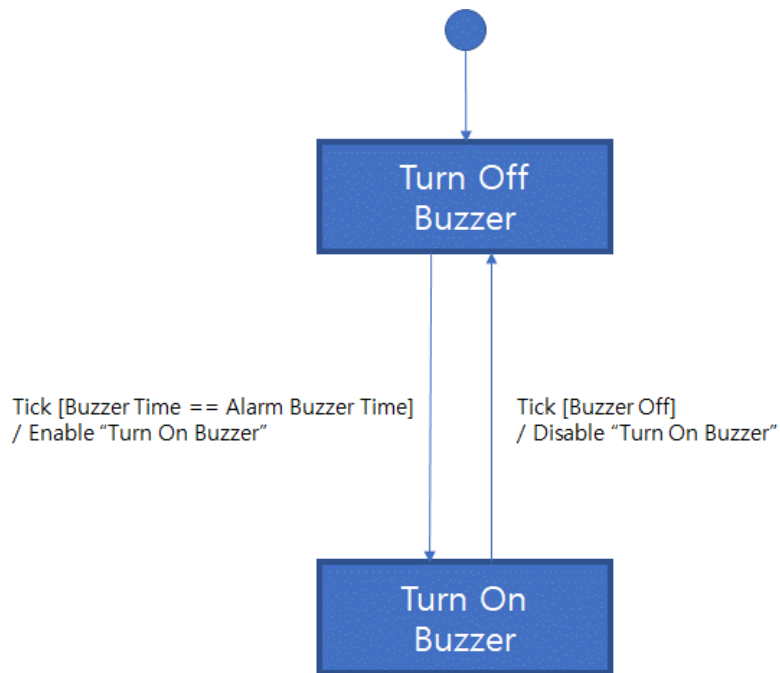 Turn Off
Buzzer
Tick [Buzzer Time == Alarm Buzzer Time]
/ Enable “Turn On Buzzer”
Tick [Buzzer Off]
/ Disable “Turn On Buzzer”
Turn On
Buzzer